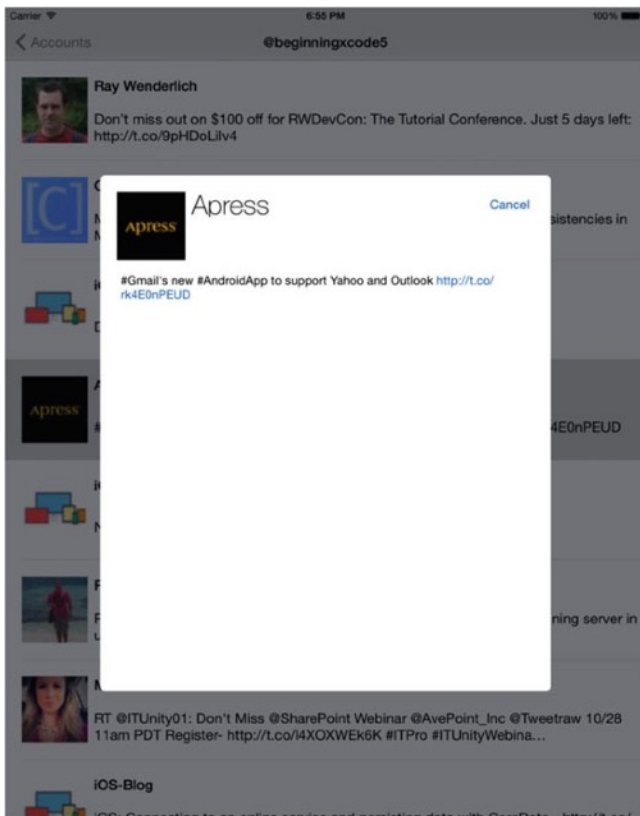 Carrier 6:55 PM 100%
Accounts @beginningxcode5
Ray Wenderlich
Don't miss out on $100 off for RWDevCon: The Tutorial Conference. Just 5 days left:
http://t.co/9pHDoLilv4
[C]
Apress
Apress
Cancel
sistencies in
#Gmail's new #AndroidApp to support Yahoo and Outlook http://t.co/
rk4E0nPEUD
Apress
4E0nPEUD
ning server in
RT @ITUnity01: Don't Miss @SharePoint Webinar @AvePoint_Inc @Tweetraw 10/28
11am PDT Register- http://t.co/l4XOXWEk6K #ITPro #ITUnityWebina...
iOS-Blog